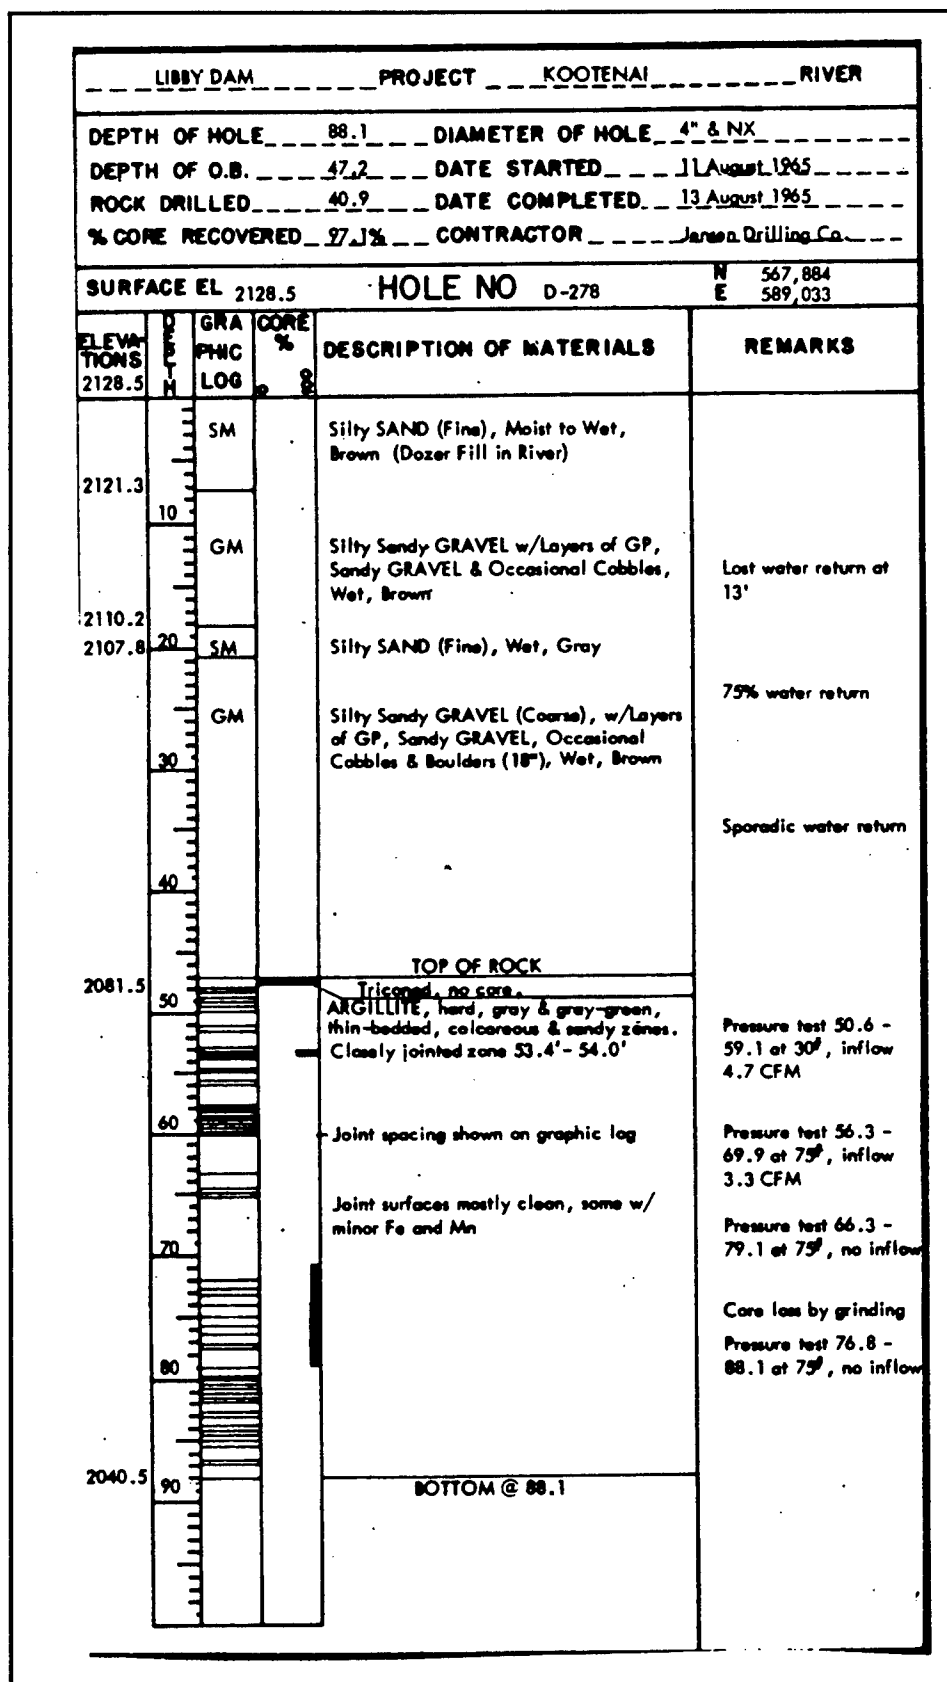 LIBBY DAM PROJECT KOOTENAI RIVER
DEPTH OF HOLE 88.1 DIAMETER OF HOLE 4" & NX
DEPTH OF O.B. 47.2 DATE STARTED 11 August 1965
ROCK DRILLED 40.9 DATE COMPLETED 13 August 1965
% CORE RECOVERED 97.1% CONTRACTOR Jensen Drilling Co.
SURFACE EL 2128.5 HOLE NO D-278 N 567,884
E 589,033
ELEVA-
TIONS
2128.5
DEPTH
GRA
PHIC
LOG
CORE
%
0 100
DESCRIPTION OF MATERIALS
REMARKS
SM
Silty SAND (Fine), Moist to Wet,
Brown (Dozer Fill in River)
2121.3
10
GM
Silty Sandy GRAVEL w/Layers of GP,
Sandy GRAVEL & Occasional Cobbles,
Wet, Brown
Lost water return at
13'
2110.2
2107.8 20 SM Silty SAND (Fine), Wet, Gray
75% water return
GM
Silty Sandy GRAVEL (Coarse), w/Layers
of GP, Sandy GRAVEL, Occasional
Cobbles & Boulders (18"), Wet, Brown
30
Sporadic water return
40
TOP OF ROCK
2081.5
Triconed, no core.
50
ARGILLITE, hard, gray & gray-green,
thin-bedded, calcareous & sandy zones.
Closely jointed zone 53.4' - 54.0'
Pressure test 50.6 -
59.1 at 30#, inflow
4.7 CFM
60
Joint spacing shown on graphic log
Pressure test 56.3 -
69.9 at 75#, inflow
3.3 CFM
Joint surfaces mostly clean, some w/
minor Fe and Mn
Pressure test 66.3 -
79.1 at 75#, no inflow
70
Core loss by grinding
Pressure test 76.8 -
88.1 at 75#, no inflow
80
2040.5
90
BOTTOM @ 88.1